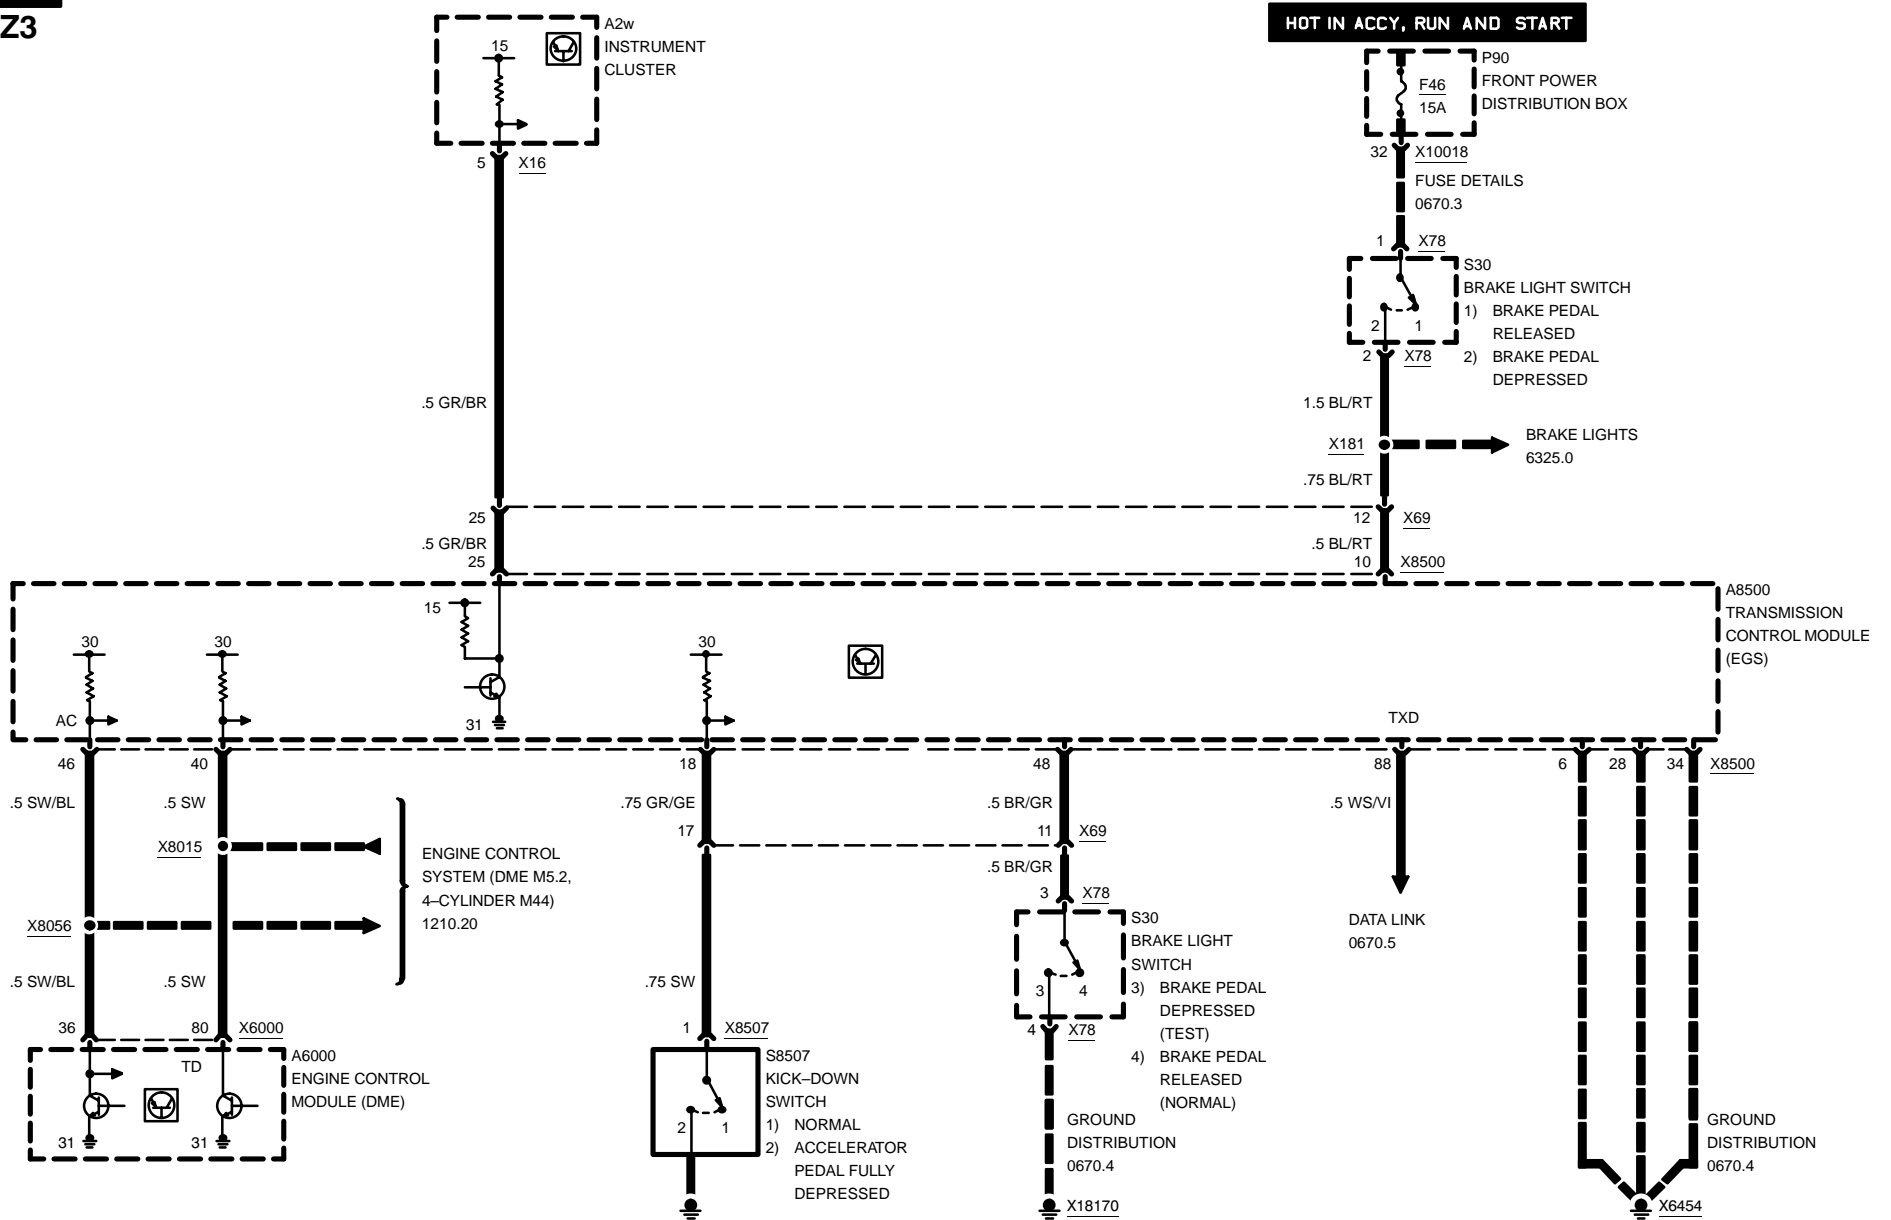 Z3
HOT IN ACCY, RUN AND START
A2w
INSTRUMENT
CLUSTER
15
5
X16
P90
FRONT POWER
DISTRIBUTION BOX
F46
15A
32
X10018
FUSE DETAILS
0670.3
1
X78
S30
BRAKE LIGHT SWITCH
1) BRAKE PEDAL
RELEASED
2) BRAKE PEDAL
DEPRESSED
2
1
2
X78
.5 GR/BR
1.5 BL/RT
X181
BRAKE LIGHTS
6325.0
.75 BL/RT
25
12
X69
.5 GR/BR
.5 BL/RT
25
10
X8500
A8500
TRANSMISSION
CONTROL MODULE
(EGS)
15
30
30
30
AC
31
TXD
46
40
18
48
88
6
28
34
X8500
.5 SW/BL
.5 SW
.75 GR/GE
.5 BR/GR
.5 WS/VI
X8015
17
11
X69
ENGINE CONTROL
SYSTEM (DME M5.2,
4–CYLINDER M44)
1210.20
.5 BR/GR
3
X78
X8056
DATA LINK
0670.5
S30
BRAKE LIGHT
SWITCH
3) BRAKE PEDAL
DEPRESSED
(TEST)
4) BRAKE PEDAL
RELEASED
(NORMAL)
3
4
.5 SW/BL
.5 SW
.75 SW
36
80
X6000
1
X8507
4
X78
A6000
ENGINE CONTROL
MODULE (DME)
TD
31
31
S8507
KICK–DOWN
SWITCH
1) NORMAL
2) ACCELERATOR
PEDAL FULLY
DEPRESSED
2
1
GROUND
DISTRIBUTION
0670.4
X18170
GROUND
DISTRIBUTION
0670.4
X6454